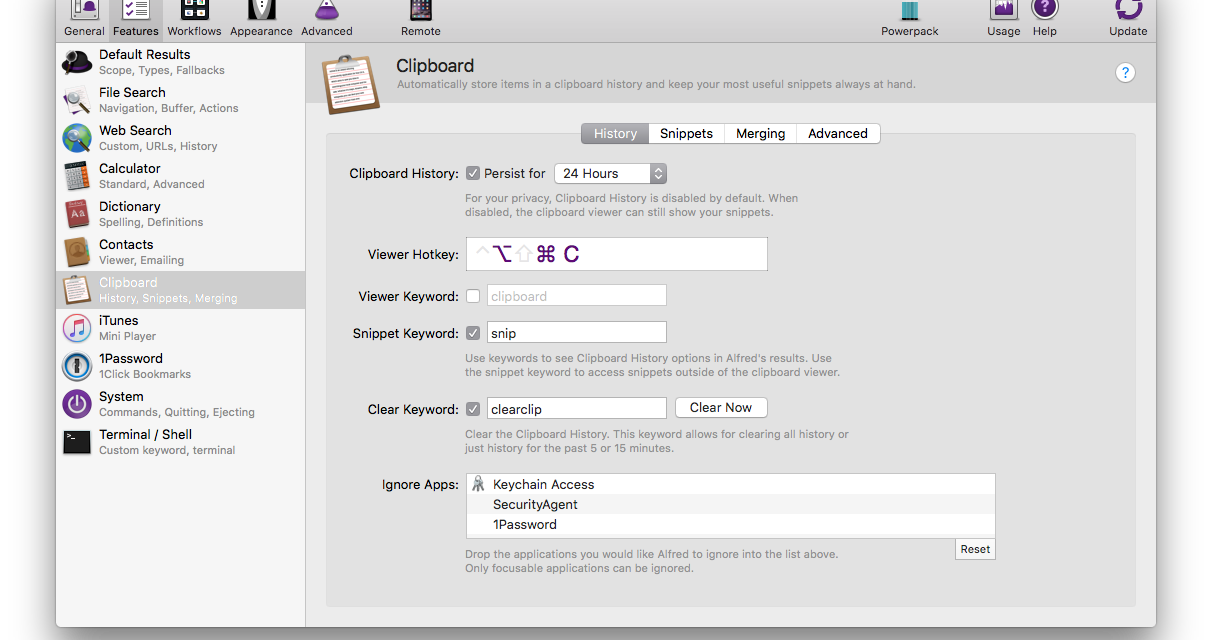 General Features Workflows Appearance Advanced Remote Powerpack Usage Help Update
Default Results
Scope, Types, Fallbacks
File Search
Navigation, Buffer, Actions
Web Search
Custom, URLs, History
Calculator
Standard, Advanced
Dictionary
Spelling, Definitions
Contacts
Viewer, Emailing
Clipboard
History, Snippets, Merging
iTunes
Mini Player
1Password
1Click Bookmarks
System
Commands, Quitting, Ejecting
Terminal / Shell
Custom keyword, terminal
Clipboard
Automatically store items in a clipboard history and keep your most useful snippets always at hand.
?
History Snippets Merging Advanced
Clipboard History: Persist for 24 Hours
For your privacy, Clipboard History is disabled by default. When
disabled, the clipboard viewer can still show your snippets.
Viewer Hotkey: ^⌥⇧⌘ C
Viewer Keyword: clipboard
Snippet Keyword: snip
Use keywords to see Clipboard History options in Alfred's results. Use
the snippet keyword to access snippets outside of the clipboard viewer.
Clear Keyword: clearclip Clear Now
Clear the Clipboard History. This keyword allows for clearing all history or
just history for the past 5 or 15 minutes.
Ignore Apps: Keychain Access
SecurityAgent
1Password
Reset
Drop the applications you would like Alfred to ignore into the list above.
Only focusable applications can be ignored.